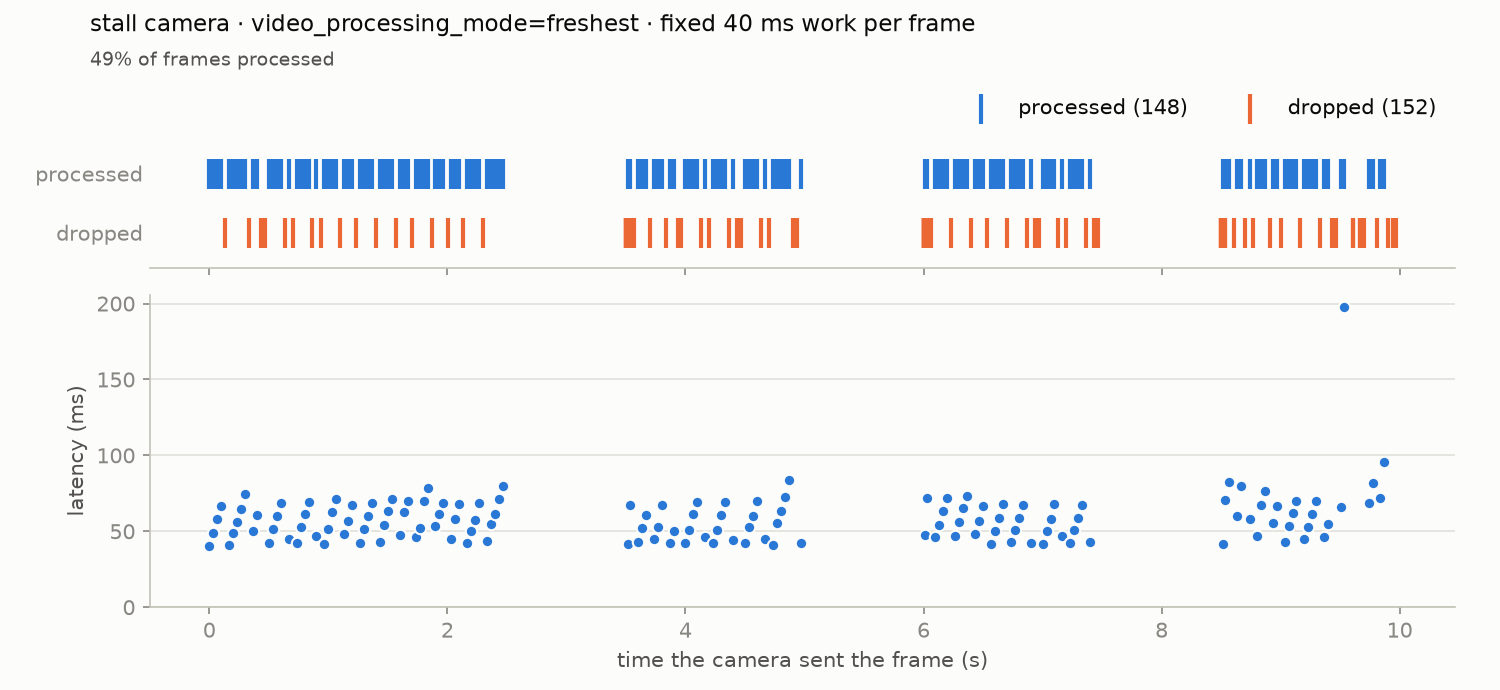 stall camera · video_processing_mode=freshest · fixed 40 ms work per frame
49% of frames processed
processed (148) dropped (152)
processed
dropped
200
150
100
50
0
latency (ms)
0 2 4 6 8 10
time the camera sent the frame (s)